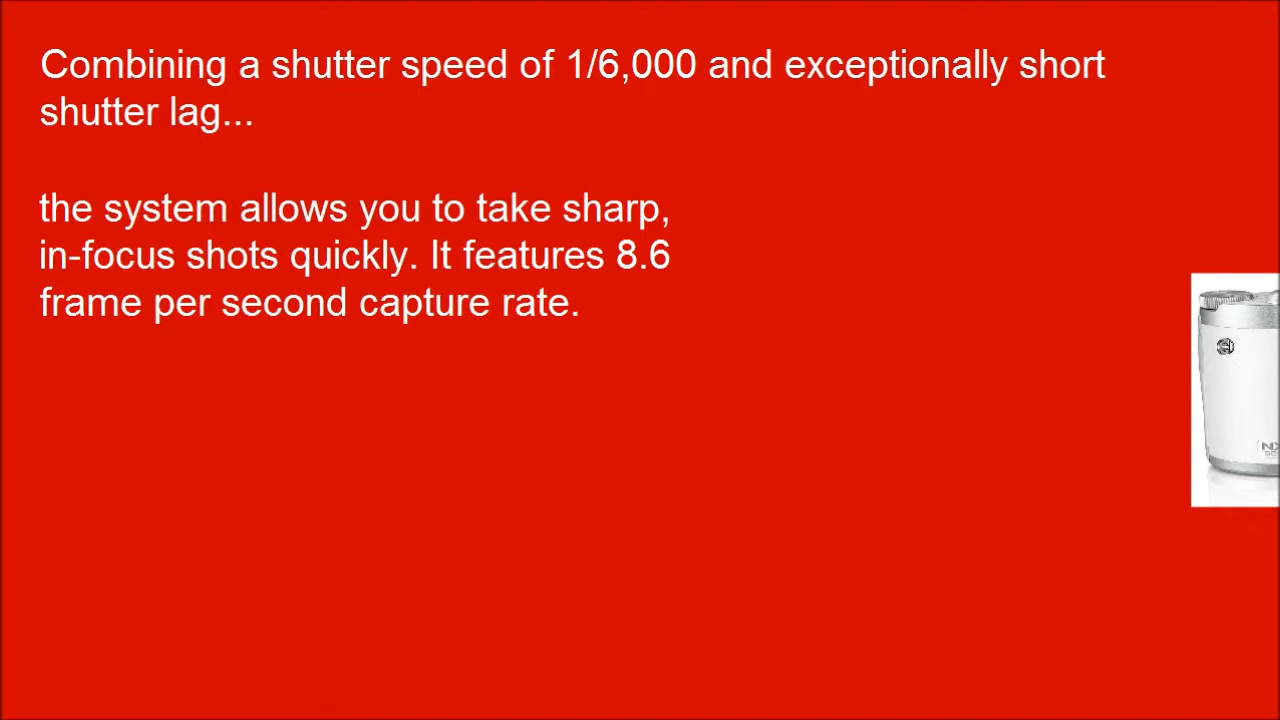 Combining a shutter speed of 1/6,000 and exceptionally short
shutter lag...
the system allows you to take sharp,
in-focus shots quickly. It features 8.6
frame per second capture rate.
NX